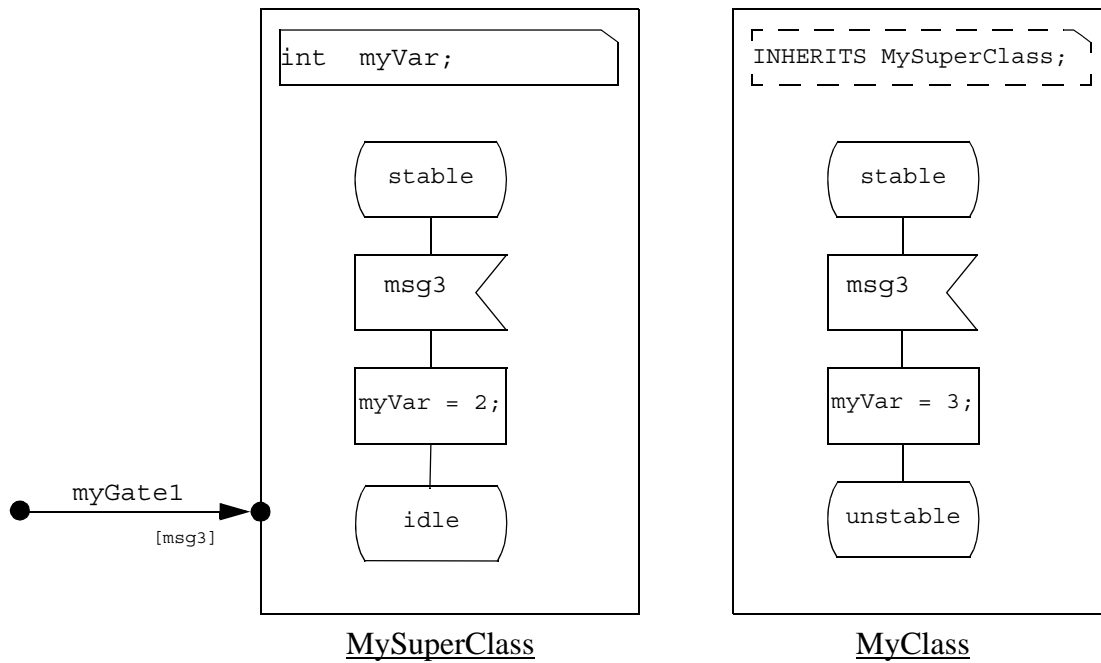 int  myVar;
stable
msg3
myVar = 2;
myGate1
[msg3]
idle
MySuperClass
INHERITS MySuperClass;
stable
msg3
myVar = 3;
unstable
MyClass